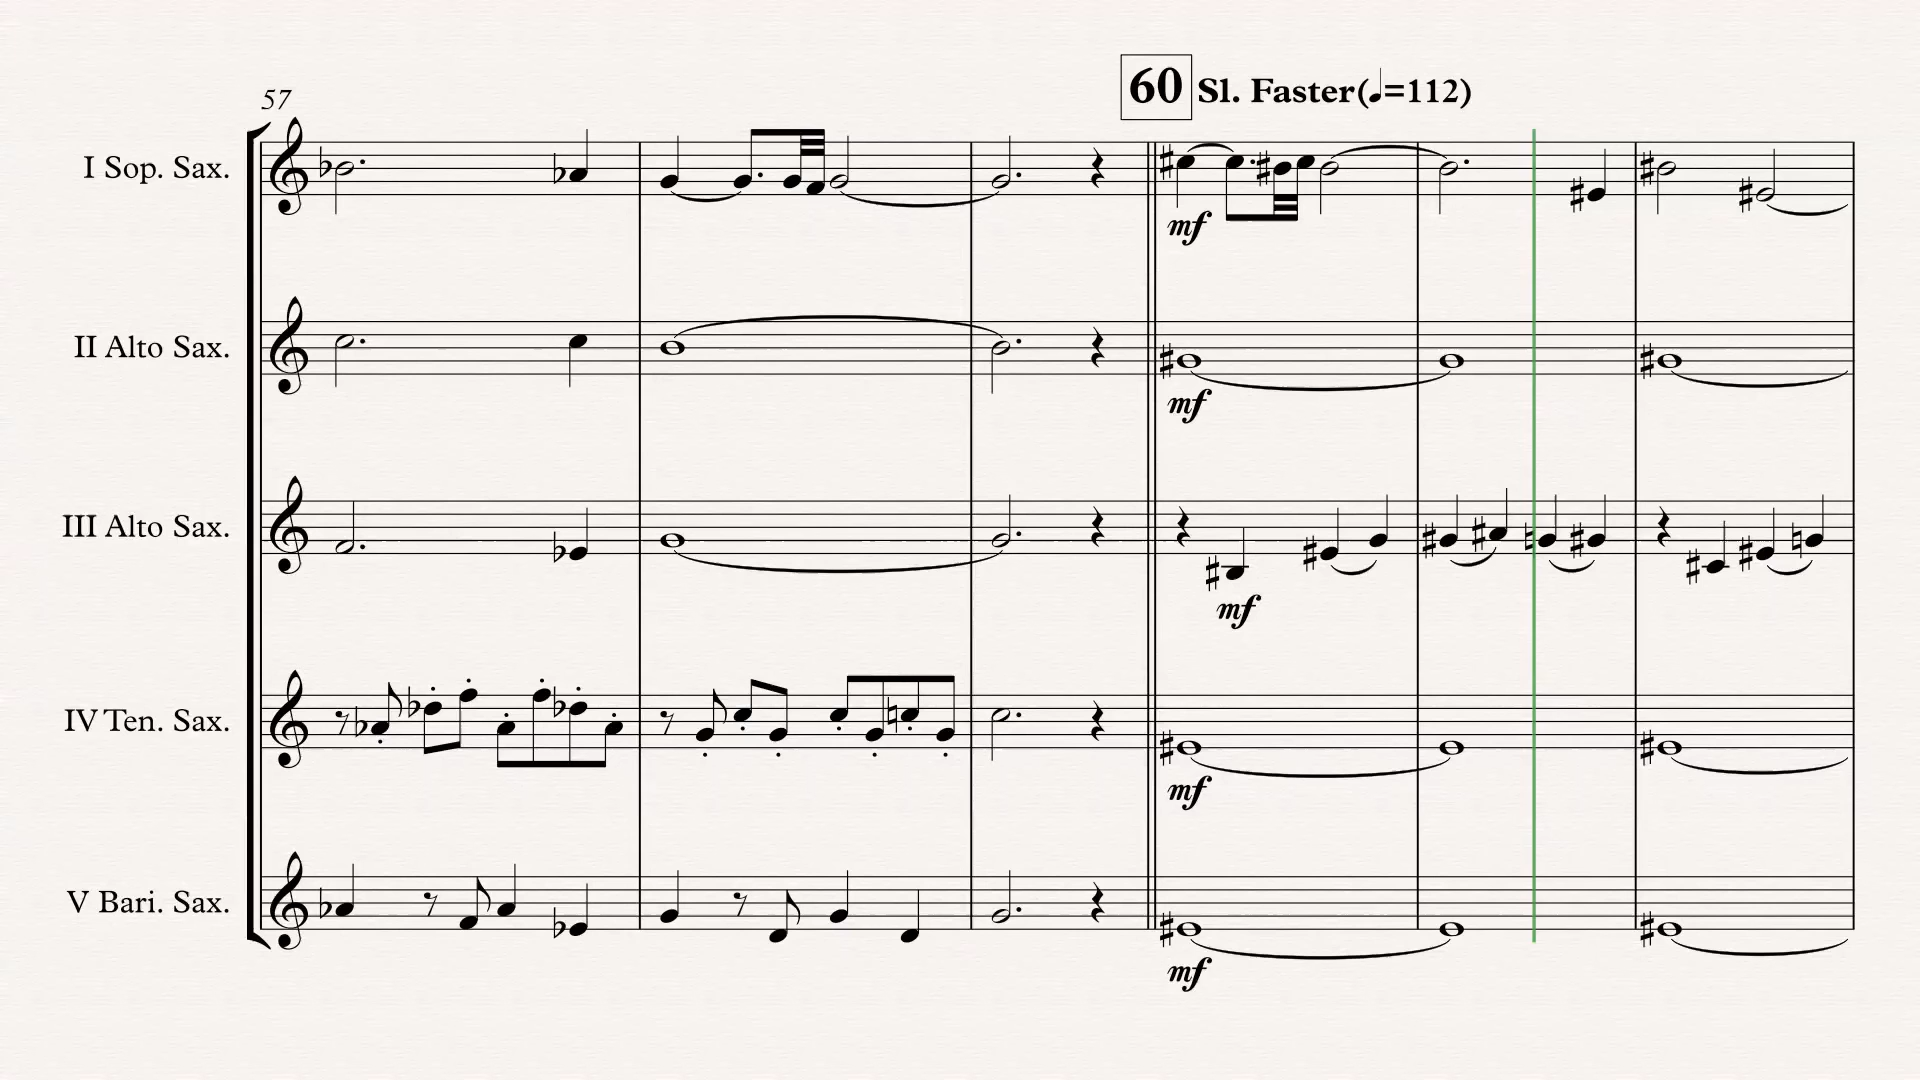 60 Sl. Faster(♩=112)
57
I Sop. Sax.
mf
II Alto Sax.
mf
III Alto Sax.
mf
IV Ten. Sax.
mf
V Bari. Sax.
mf